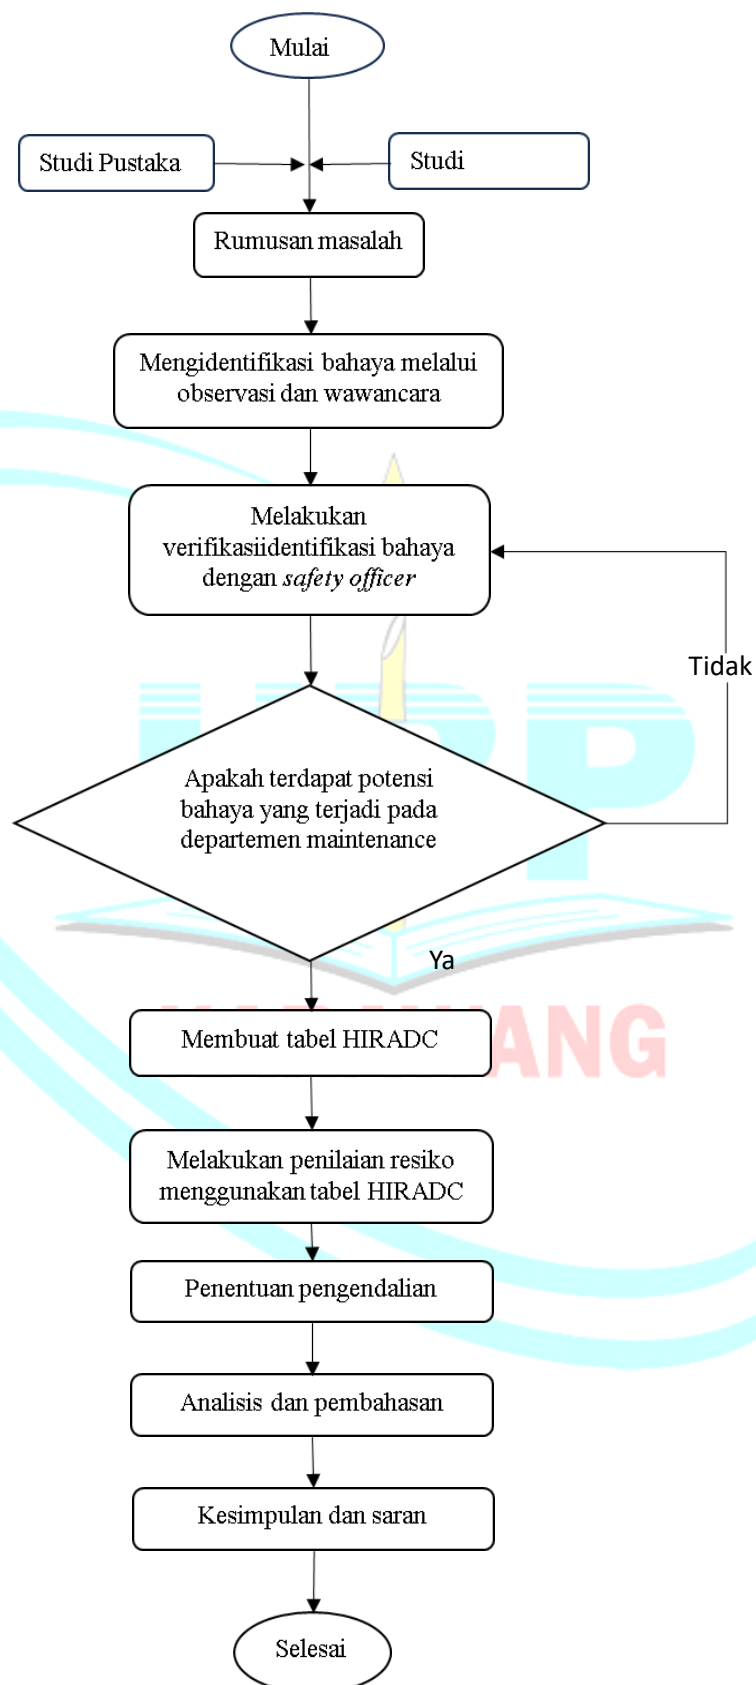 Mulai
Studi Pustaka
Studi
Rumusan masalah
Mengidentifikasi bahaya melalui
observasi dan wawancara
Melakukan
verifikasiidentifikasi bahaya
dengan safety officer
Tidak
Apakah terdapat potensi
bahaya yang terjadi pada
departemen maintenance
Ya
Membuat tabel HIRADC
Melakukan penilaian resiko
menggunakan tabel HIRADC
Penentuan pengendalian
Analisis dan pembahasan
Kesimpulan dan saran
Selesai